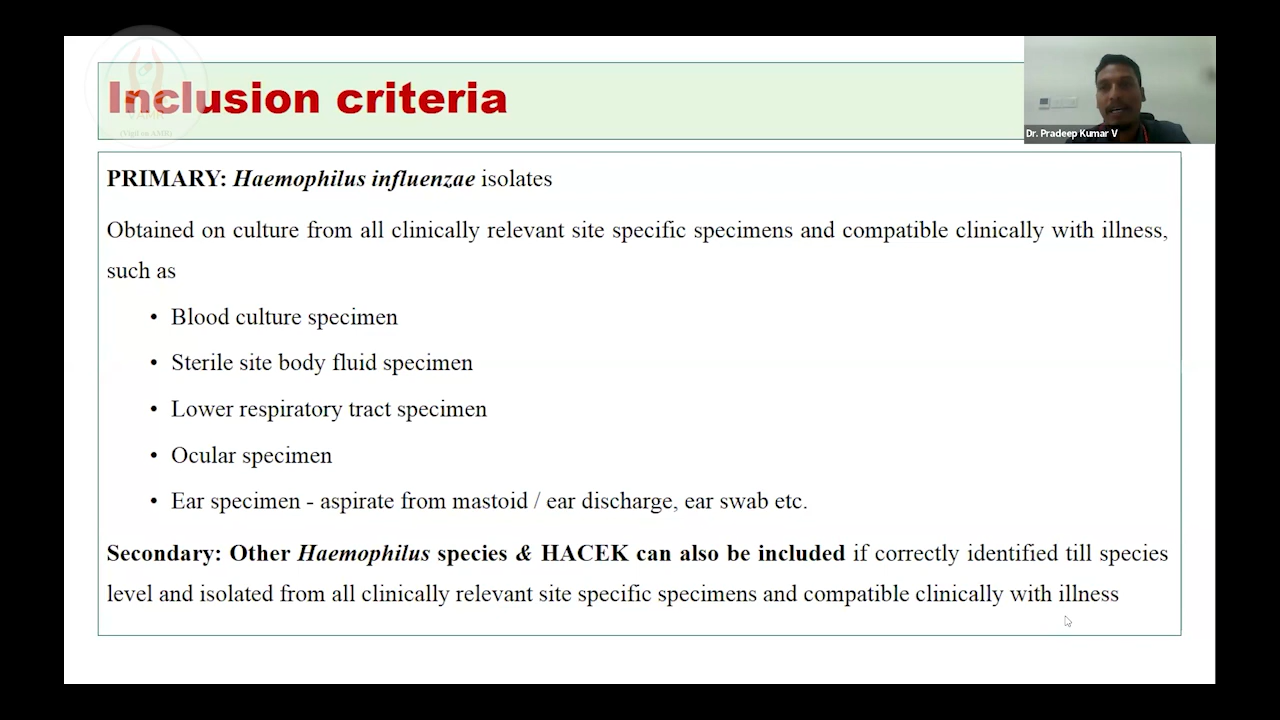 Inclusion criteria
VAMR
(Vigil on AMR)
Dr. Pradeep Kumar V
PRIMARY: Haemophilus influenzae isolates
Obtained on culture from all clinically relevant site specific specimens and compatible clinically with illness,
such as
• Blood culture specimen
• Sterile site body fluid specimen
• Lower respiratory tract specimen
• Ocular specimen
• Ear specimen - aspirate from mastoid / ear discharge, ear swab etc.
Secondary: Other Haemophilus species & HACEK can also be included if correctly identified till species
level and isolated from all clinically relevant site specific specimens and compatible clinically with illness